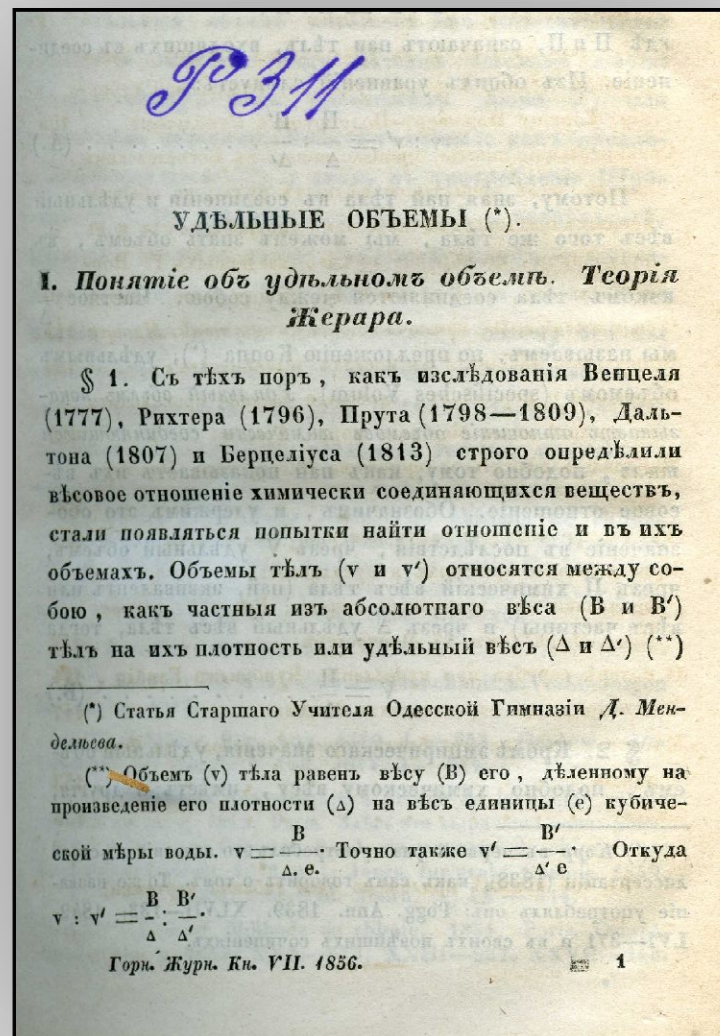 Р311
УДѢЛЬНЫЕ ОБЪЕМЫ (*).
I. Понятіе объ удѣльномъ объемѣ. Теорія
Жерара.
§ 1. Съ тѣхъ поръ, какъ изслѣдованія Венцеля
(1777), Рихтера (1796), Прута (1798—1809), Даль-
тона (1807) и Берцеліуса (1813) строго опредѣлили
вѣсовое отношеніе химически соединяющихся веществъ,
стали появляться попытки найти отношеніе и въ ихъ
объемахъ. Объемы тѣлъ (v и v′) относятся между со-
бою, какъ частныя изъ абсолютнаго вѣса (В и В′)
тѣлъ на ихъ плотность или удѣльный вѣсъ (Δ и Δ′) (**)
(*) Статья Старшаго Учителя Одесской Гимназіи Д. Мен-
делѣева.
(**) Объемъ (v) тѣла равенъ вѣсу (В) его, дѣленному на
произведеніе его плотности (Δ) на вѣсъ единицы (е) кубиче-
ской мѣры воды. v = В/Δ. е. Точно также v′ = В′/Δ′ е Откуда
v : v′ = В/Δ : В′/Δ′.
Горн. Журн. Кн. VII. 1856. 1